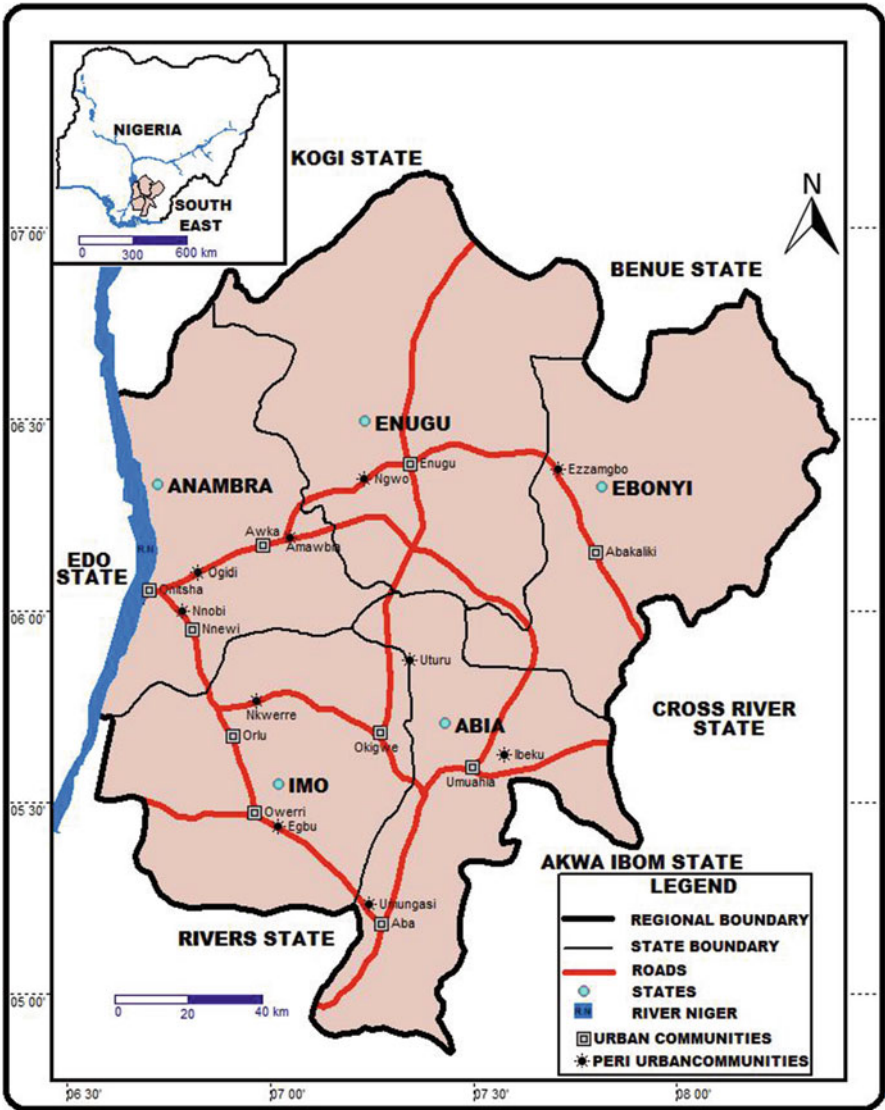 NIGERIA
SOUTH
EAST
0 300 600 km
KOGI STATE
N
07 00'
BENUE STATE
06 30'
ENUGU
Enugu
Ngwo
Ezzamgbo
ANAMBRA
EBONYI
Awka
Amawbia
Abakaliki
R.N
EDO
STATE
Ogidi
Onitsha
06 00'
Nnobi
Nnewi
Uturu
CROSS RIVER
STATE
Nkwerre
ABIA
Orlu
Okigwe
Ibeku
Umuahia
IMO
05 30'
Owerri
Egbu
AKWA IBOM STATE
Umungasi
Aba
RIVERS STATE
05 00'
0 20 40 km
LEGEND
REGIONAL BOUNDARY
STATE BOUNDARY
ROADS
STATES
R.N RIVER NIGER
URBAN COMMUNITIES
PERI URBANCOMMUNITIES
06 30' 07 00' 07 30' 08 00'